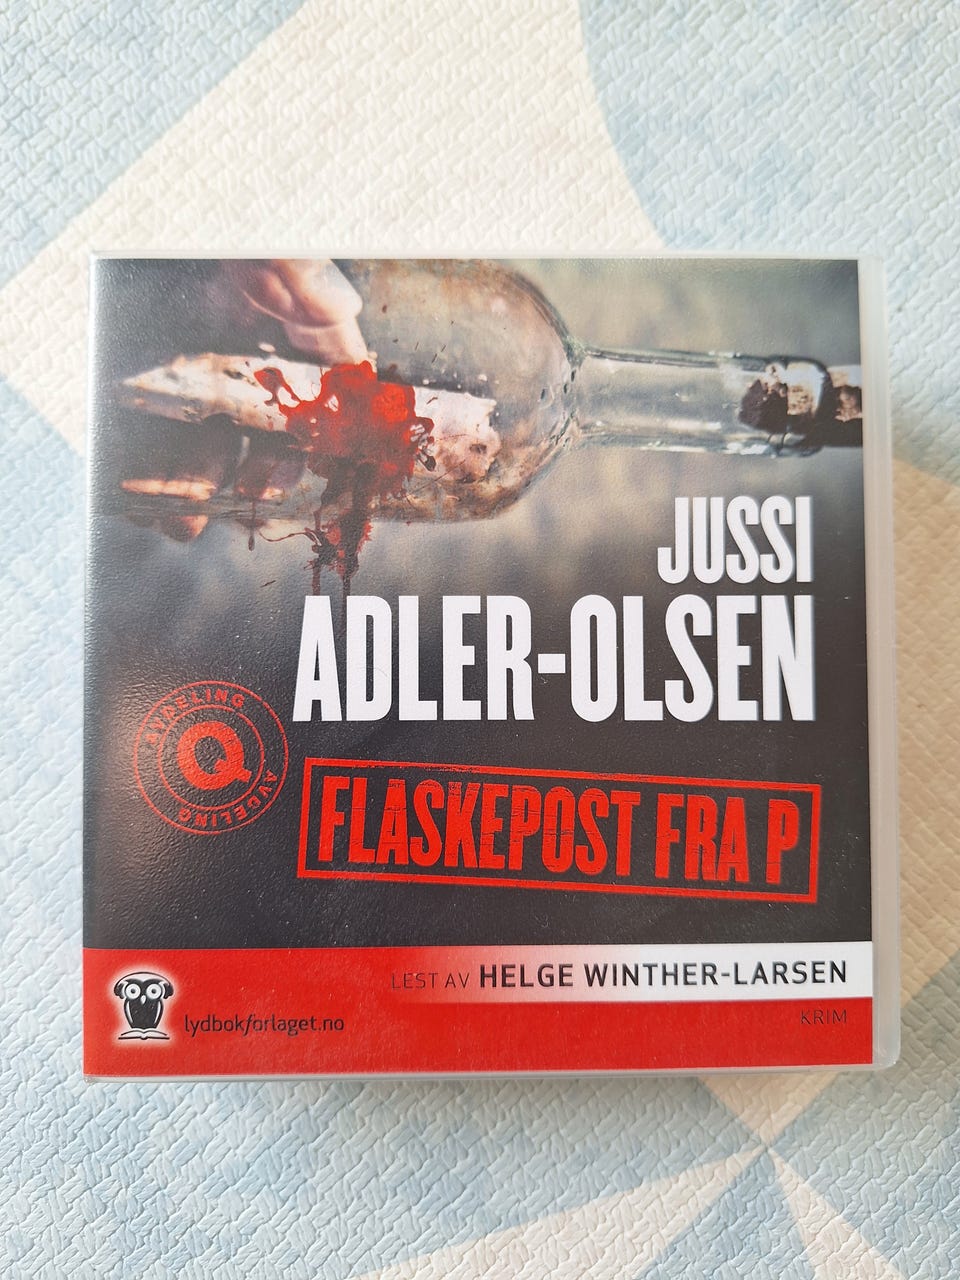 JUSSI
ADLER-OLSEN
AVDELING
Q
AVDELING
FLASKEPOST FRA P
LEST AV HELGE WINTHER-LARSEN
KRIM
lydbokforlaget.no